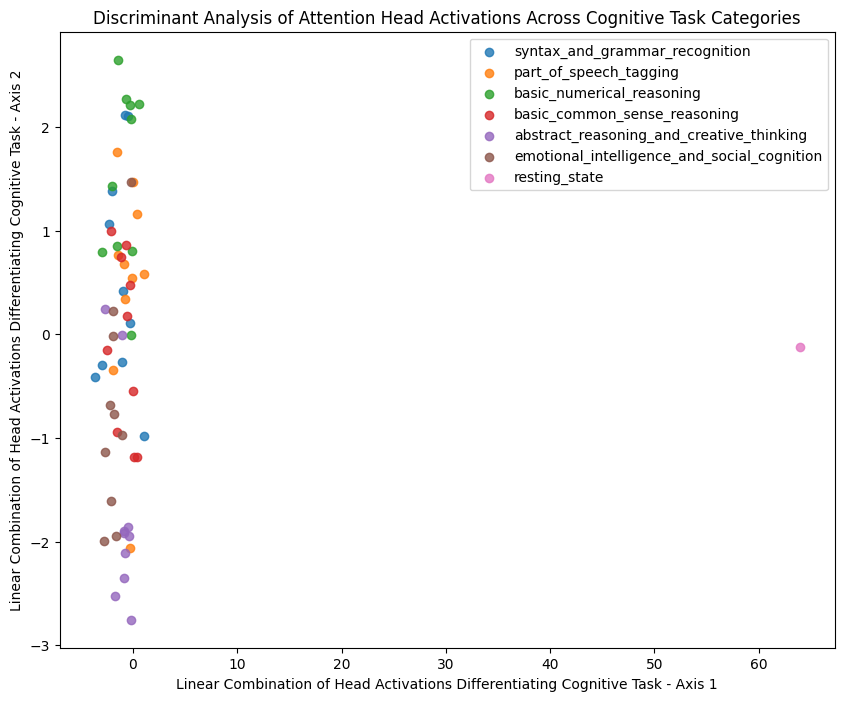 Discriminant Analysis of Attention Head Activations Across Cognitive Task Categories
syntax_and_grammar_recognition
part_of_speech_tagging
basic_numerical_reasoning
basic_common_sense_reasoning
abstract_reasoning_and_creative_thinking
emotional_intelligence_and_social_cognition
resting_state
Linear Combination of Head Activations Differentiating Cognitive Task - Axis 2
2
1
0
−1
−2
−3
0 10 20 30 40 50 60
Linear Combination of Head Activations Differentiating Cognitive Task - Axis 1